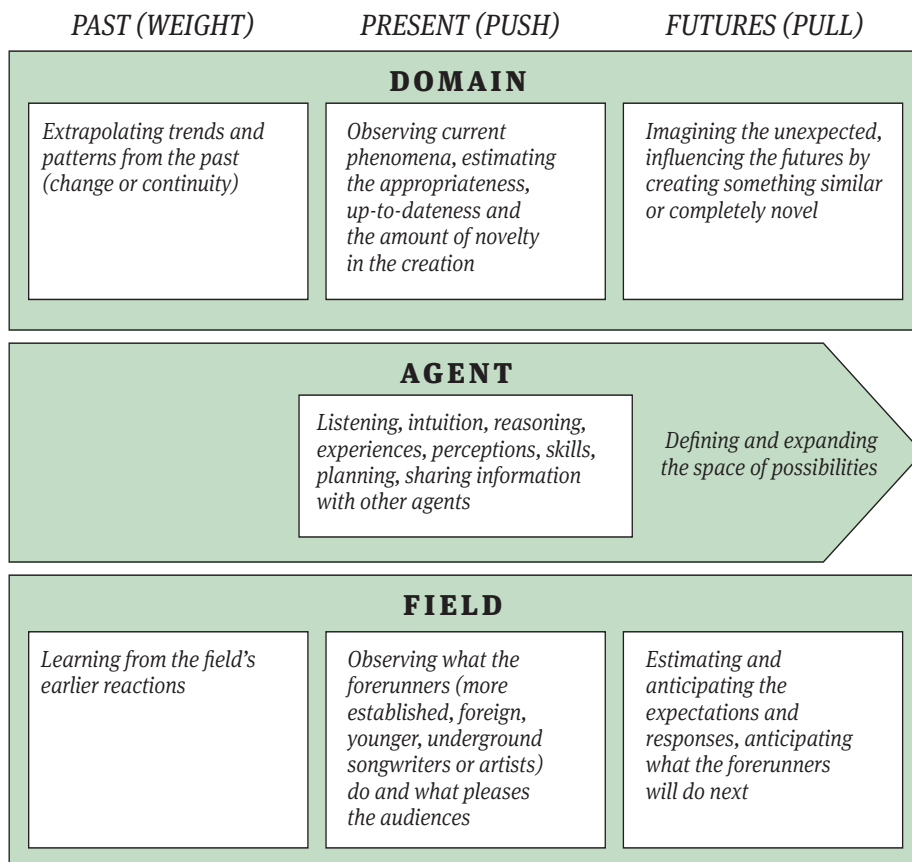 PAST (WEIGHT)
PRESENT (PUSH)
FUTURES (PULL)
DOMAIN
Extrapolating trends and
patterns from the past
(change or continuity)
Observing current
phenomena, estimating
the appropriateness,
up-to-dateness and
the amount of novelty
in the creation
Imagining the unexpected,
influencing the futures by
creating something similar
or completely novel
AGENT
Listening, intuition, reasoning,
experiences, perceptions, skills,
planning, sharing information
with other agents
Defining and expanding
the space of possibilities
FIELD
Learning from the field's
earlier reactions
Observing what the
forerunners (more
established, foreign,
younger, underground
songwriters or artists)
do and what pleases
the audiences
Estimating and
anticipating the
expectations and
responses, anticipating
what the forerunners
will do next